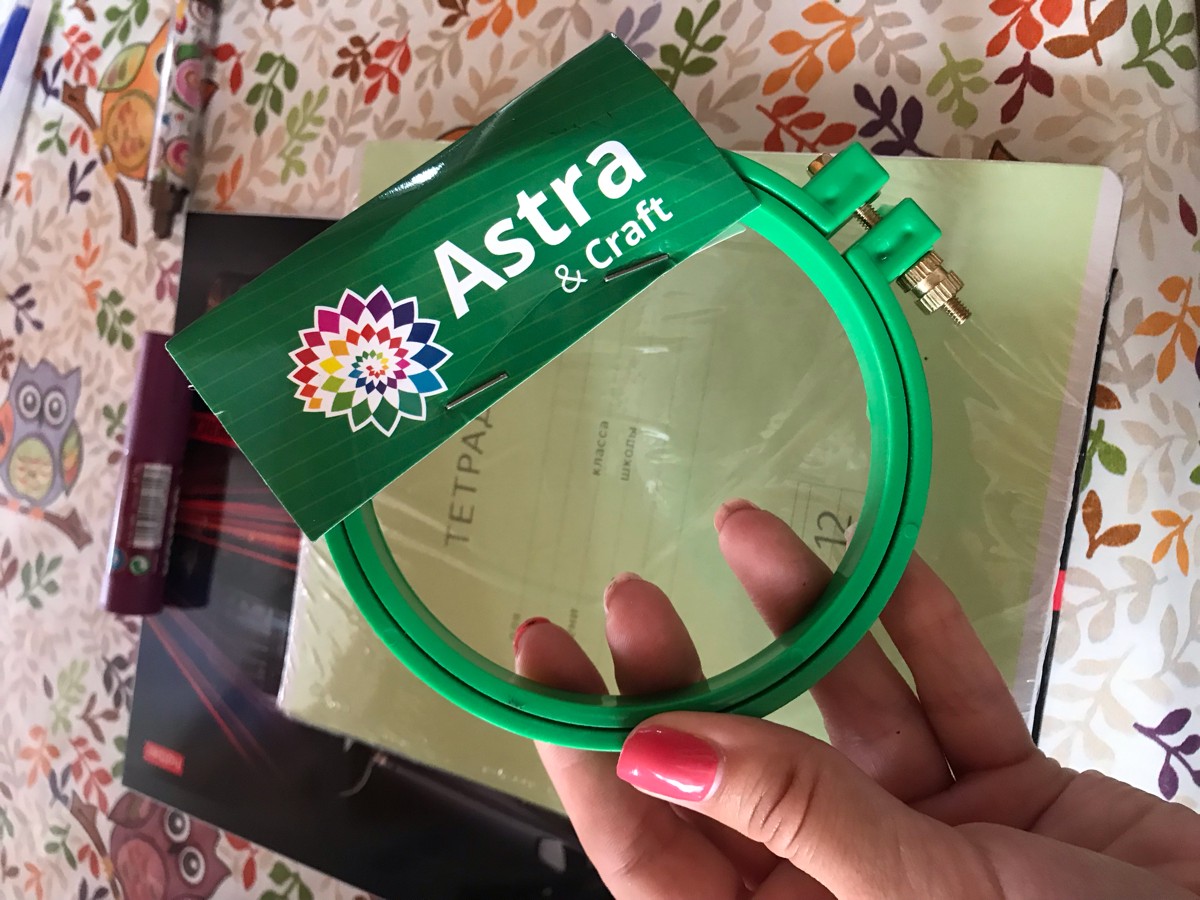 Astra
& Craft
ТЕТРАД
класса
школы
12